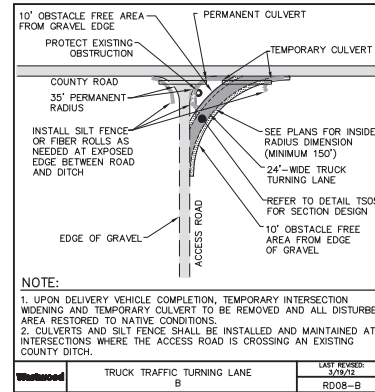 10' OBSTACLE FREE AREA
FROM GRAVEL EDGE
PERMANENT CULVERT
PROTECT EXISTING
OBSTRUCTION
TEMPORARY CULVERT
COUNTY ROAD
35' PERMANENT
RADIUS
INSTALL SILT FENCE
OR FIBER ROLLS AS
NEEDED AT EXPOSED
EDGE BETWEEN ROAD
AND DITCH
SEE PLANS FOR INSIDE
RADIUS DIMENSION
(MINIMUM 150')
24'-WIDE TRUCK
TURNING LANE
REFER TO DETAIL TS05
FOR SECTION DESIGN
10' OBSTACLE FREE
AREA FROM EDGE
OF GRAVEL
EDGE OF GRAVEL
ACCESS ROAD
NOTE:
1. UPON DELIVERY VEHICLE COMPLETION, TEMPORARY INTERSECTION
WIDENING AND TEMPORARY CULVERT TO BE REMOVED AND ALL DISTURBE
AREA RESTORED TO NATIVE CONDITIONS.
2. CULVERTS AND SILT FENCE SHALL BE INSTALLED AND MAINTAINED AT
INTERSECTIONS WHERE THE ACCESS ROAD IS CROSSING AN EXISTING
COUNTY DITCH.
Westwood
TRUCK TRAFFIC TURNING LANE
B
LAST REVISED:
3/19/12
RD08-B